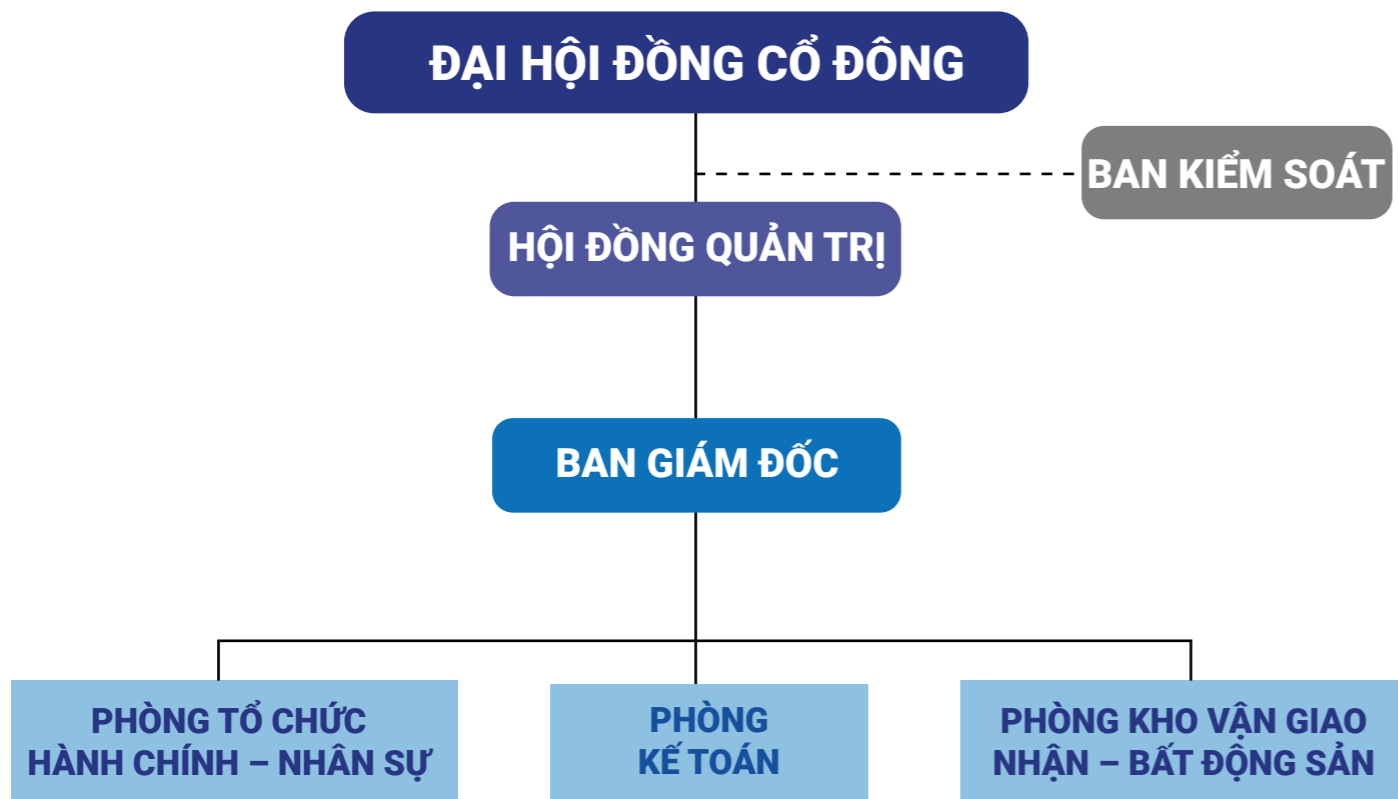 ĐẠI HỘI ĐỒNG CỔ ĐÔNG
BAN KIỂM SOÁT
HỘI ĐỒNG QUẢN TRỊ
BAN GIÁM ĐỐC
PHÒNG TỔ CHỨC
HÀNH CHÍNH – NHÂN SỰ
PHÒNG
KẾ TOÁN
PHÒNG KHO VẬN GIAO
NHẬN – BẤT ĐỘNG SẢN